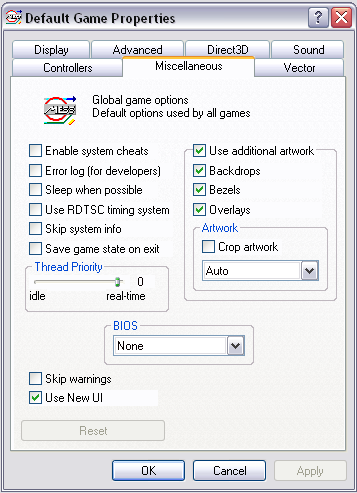 Default Game Properties
Display Advanced Direct3D Sound
Controllers Miscellaneous Vector
MESS
Global game options
Default options used by all games
Enable system cheats
Error log (for developers)
Sleep when possible
Use RDTSC timing system
Skip system info
Save game state on exit
Thread Priority
0
idle real-time
Use additional artwork
Backdrops
Bezels
Overlays
Artwork
Crop artwork
Auto
BIOS
None
Skip warnings
Use New UI
Reset
OK Cancel Apply